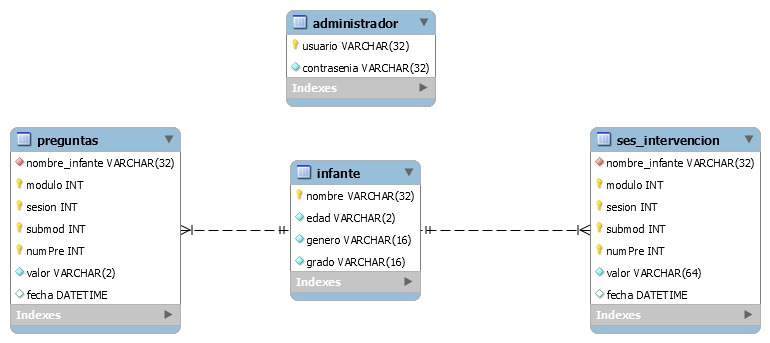 administrador
usuario VARCHAR(32)
contrasenia VARCHAR(32)
Indexes
preguntas
nombre_infante VARCHAR(32)
modulo INT
sesion INT
submod INT
numPre INT
valor VARCHAR(2)
fecha DATETIME
Indexes
infante
nombre VARCHAR(32)
edad VARCHAR(2)
genero VARCHAR(16)
grado VARCHAR(16)
Indexes
ses_intervencion
nombre_infante VARCHAR(32)
modulo INT
sesion INT
submod INT
numPre INT
valor VARCHAR(64)
fecha DATETIME
Indexes